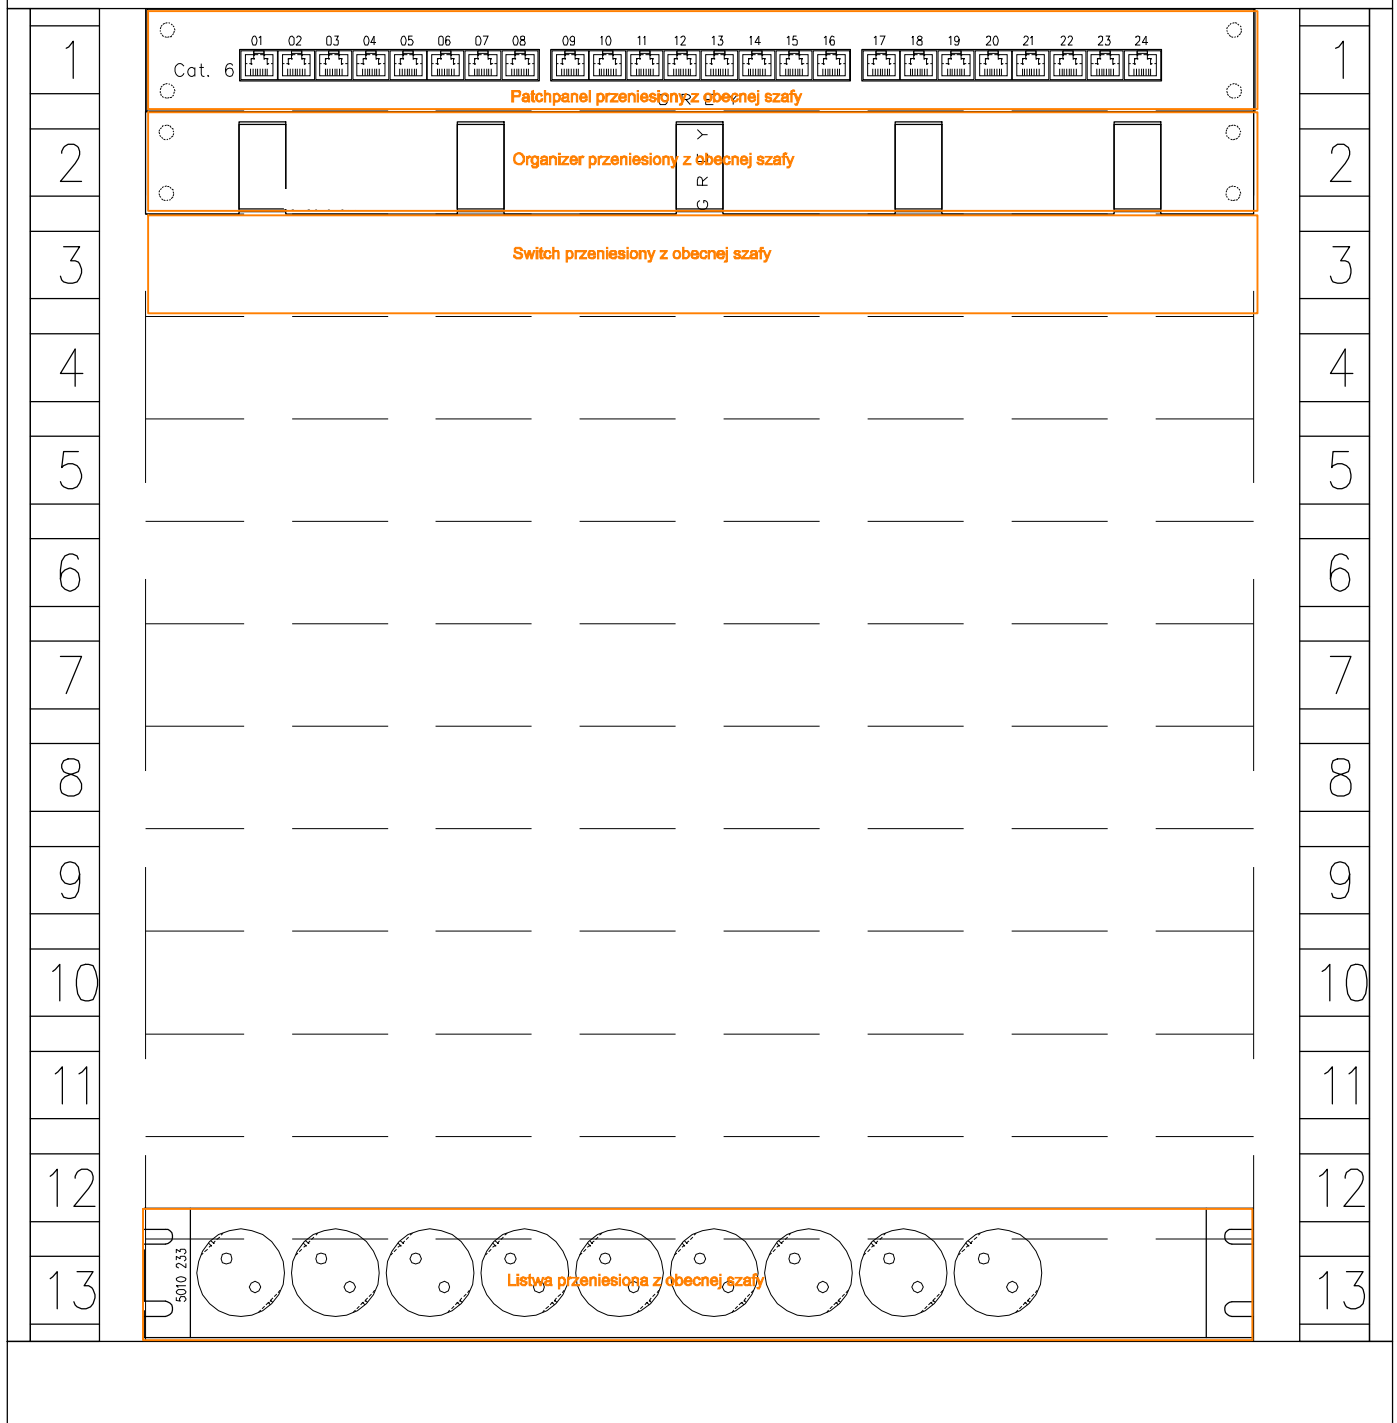 1 1
01 02 03 04 05 06 07 08 09 10 11 12 13 14 15 16 17 18 19 20 21 22 23 24
Cat. 6
Patchpanel przeniesiony z obecnej szafy
G R E Y
2 2
Organizer przeniesiony z obecnej szafy
G R E Y
3 3
Switch przeniesiony z obecnej szafy
4 4
5 5
6 6
7 7
8 8
9 9
10 10
11 11
12 12
13 13
5010 233
Listwa przeniesiona z obecnej szafy